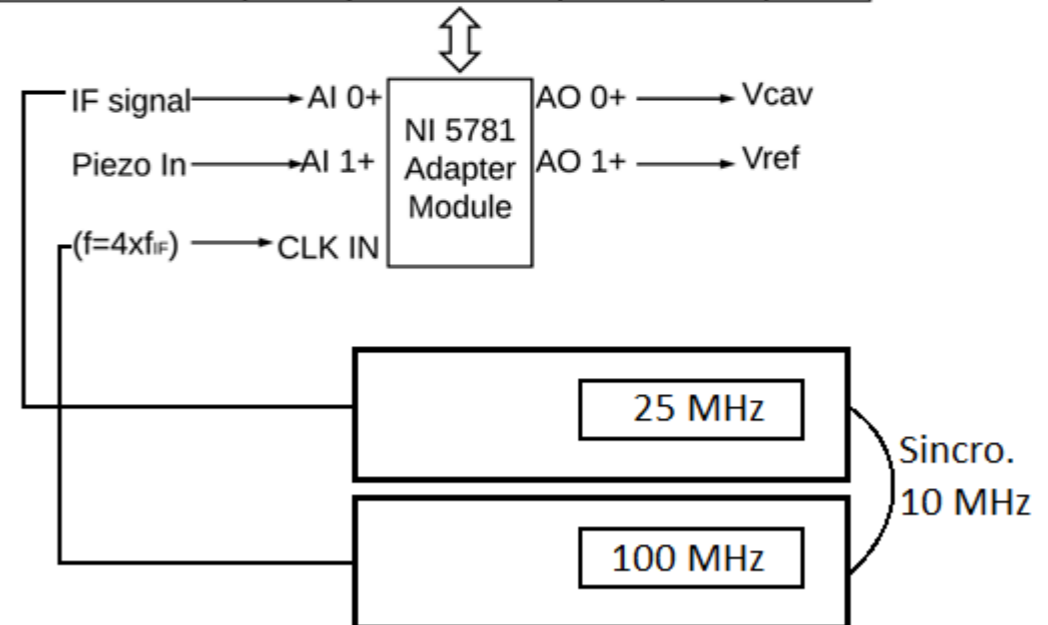 IF signal
AI 0+
AO 0+
Vcav
NI 5781
Adapter
Module
Piezo In
AI 1+
AO 1+
Vref
(f=4xfIF)
CLK IN
25 MHz
Sincro.
10 MHz
100 MHz